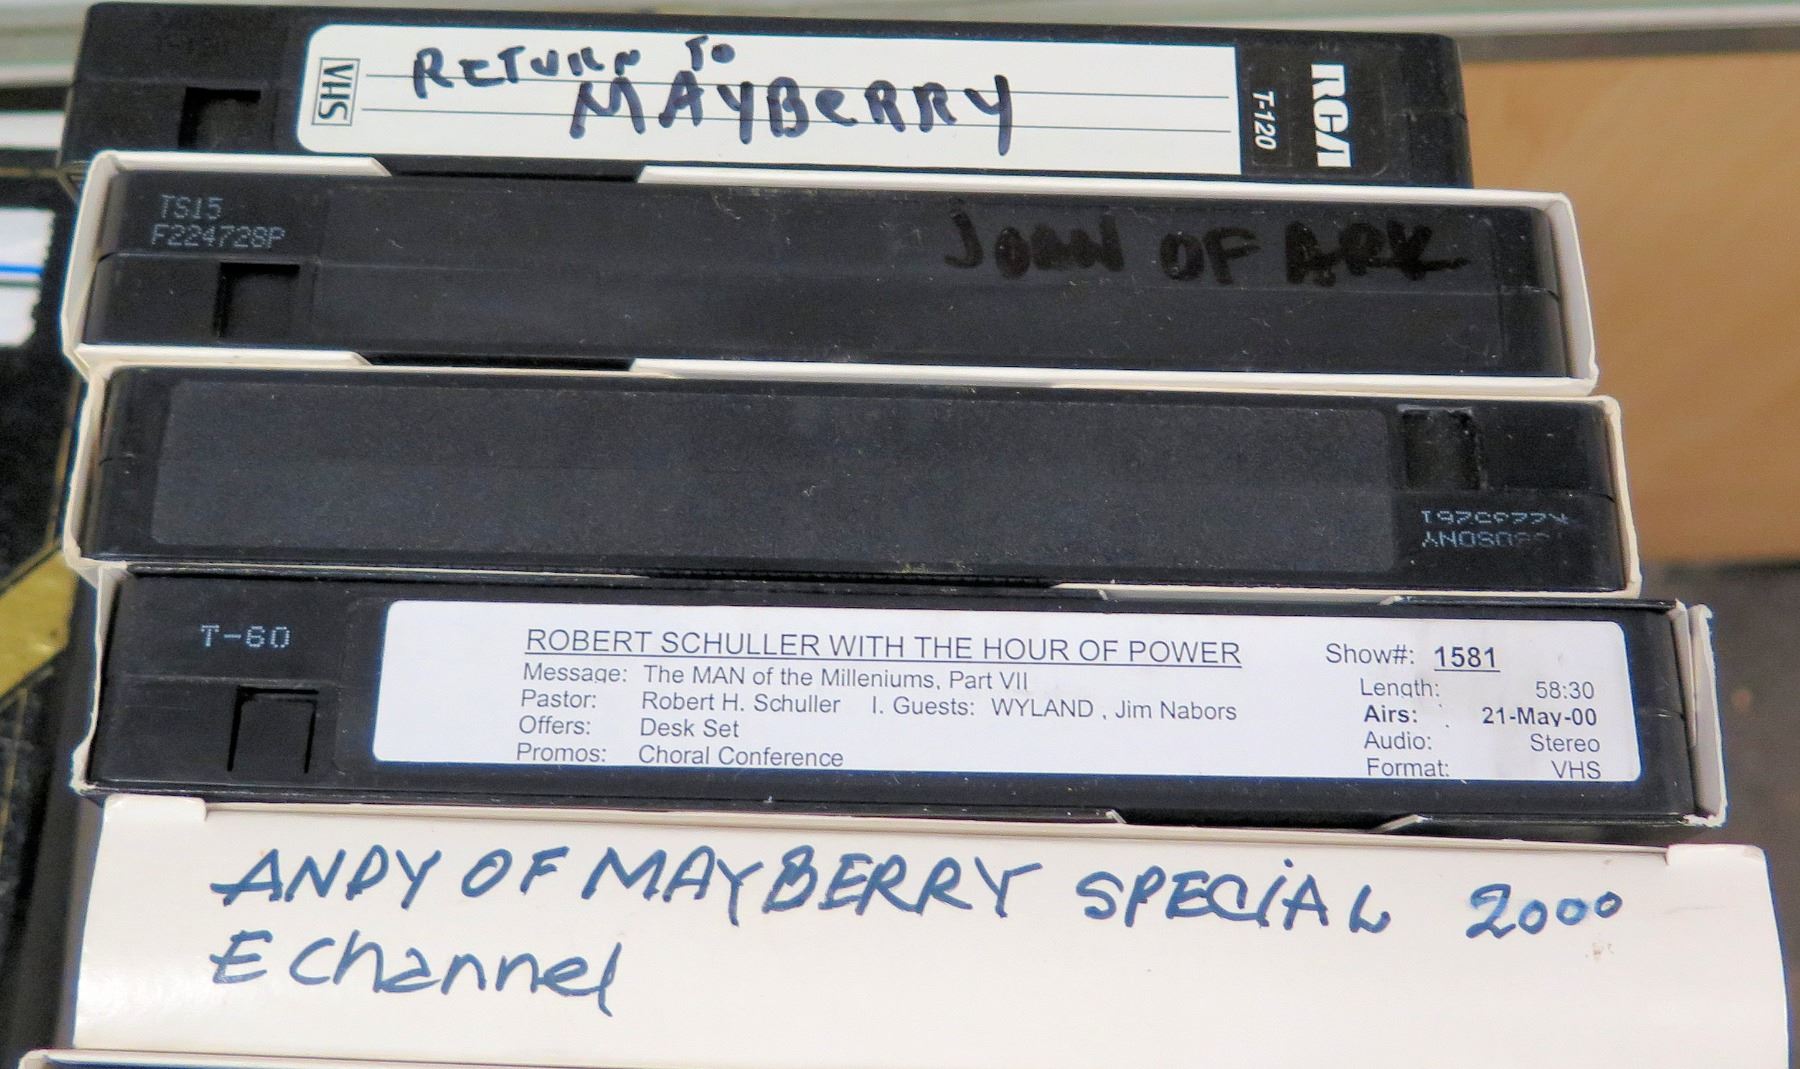 RETURN TO
MAYBERRY
VHS
T-120
RCA
TS15
F224728P
JOAN OF ARK
T-60
ROBERT SCHULLER WITH THE HOUR OF POWER
Message: The MAN of the Milleniums, Part VII
Pastor: Robert H. Schuller I. Guests: WYLAND , Jim Nabors
Offers: Desk Set
Promos: Choral Conference
Show#: 1581
Length: 58:30
Airs: 21-May-00
Audio: Stereo
Format: VHS
ANDY OF MAYBERRY SPECIAL 2000
E Channel